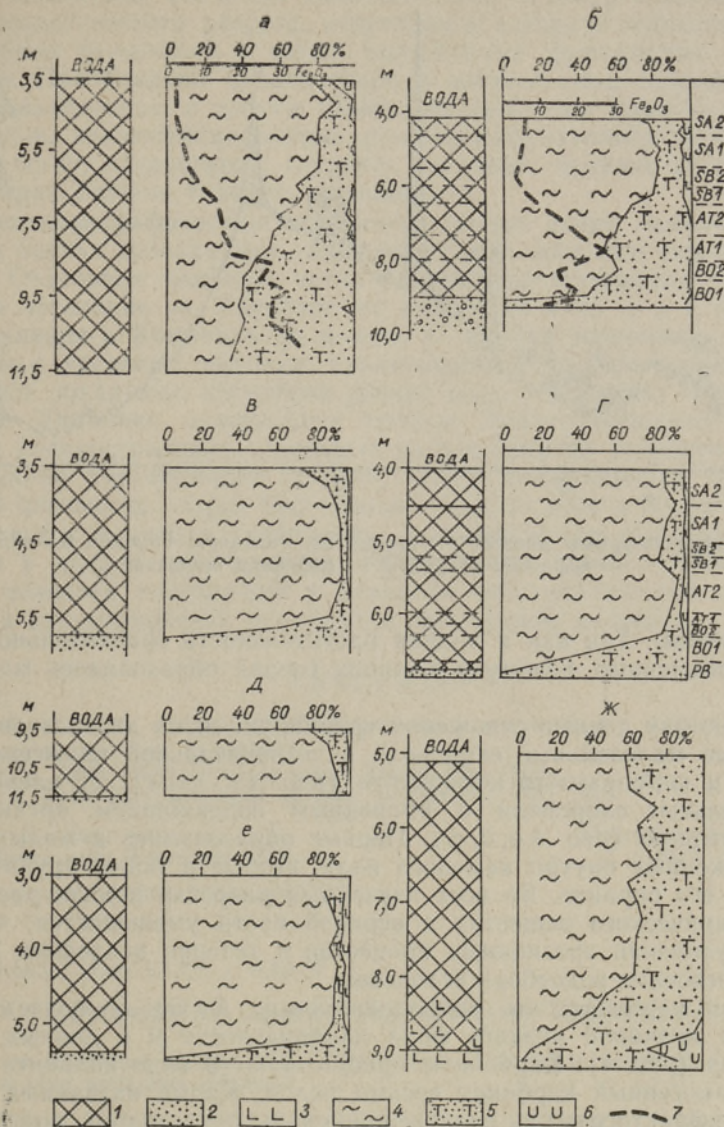 а
0 20 40 60 80%
0 10 20 30 Fe₂O₃
м
ВОДА
3,5
5,5
7,5
9,5
11,5
б
0 20 40 60 80%
10 20 30 Fe₂O₃
м
ВОДА
4,0
6,0
8,0
10,0
SA2
SA1
SB2
SB1
AT2
AT1
BO2
BO1
в
0 20 40 60 80%
м
ВОДА
3,5
4,5
5,5
г
0 20 40 60 80%
м
ВОДА
4,0
5,0
6,0
SA2
SA1
SB2
SB1
AT2
AT1
BO2
BO1
PB
д
0 20 40 60 80%
м
ВОДА
9,5
10,5
11,5
е
0 20 40 60 80%
м
ВОДА
3,0
4,0
5,0
ж
0 20 40 60 80%
м
ВОДА
5,0
6,0
7,0
8,0
9,0
1 2 3 4 5 6 7